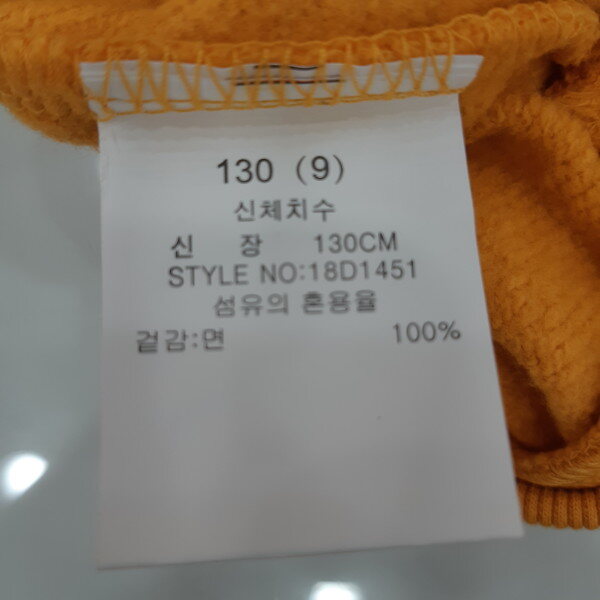 130 (9)
신체치수
신 장 130CM
STYLE NO:18D1451
섬유의 혼용율
겉감:면 100%